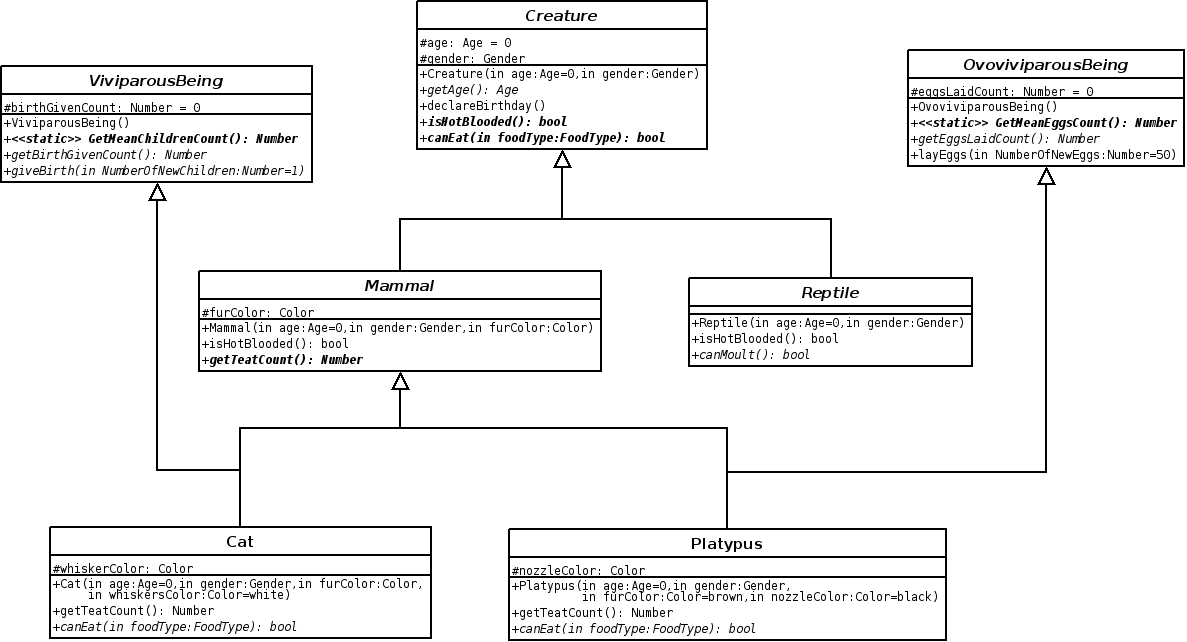 Creature
#age: Age = 0
#gender: Gender
+Creature(in age:Age=0,in gender:Gender)
+getAge(): Age
+declareBirthday()
+isHotBlooded(): bool
+canEat(in foodType:FoodType): bool
ViviparousBeing
#birthGivenCount: Number = 0
+ViviparousBeing()
+<<static>> GetMeanChildrenCount(): Number
+getBirthGivenCount(): Number
+giveBirth(in NumberOfNewChildren:Number=1)
OvoviviparousBeing
#eggsLaidCount: Number = 0
+OvoviviparousBeing()
+<<static>> GetMeanEggsCount(): Number
+getEggsLaidCount(): Number
+layEggs(in NumberOfNewEggs:Number=50)
Mammal
#furColor: Color
+Mammal(in age:Age=0,in gender:Gender,in furColor:Color)
+isHotBlooded(): bool
+getTeatCount(): Number
Reptile
+Reptile(in age:Age=0,in gender:Gender)
+isHotBlooded(): bool
+canMoult(): bool
Cat
#whiskerColor: Color
+Cat(in age:Age=0,in gender:Gender,in furColor:Color,
in whiskersColor:Color=white)
+getTeatCount(): Number
+canEat(in foodType:FoodType): bool
Platypus
#nozzleColor: Color
+Platypus(in age:Age=0,in gender:Gender,
in furColor:Color=brown,in nozzleColor:Color=black)
+getTeatCount(): Number
+canEat(in foodType:FoodType): bool